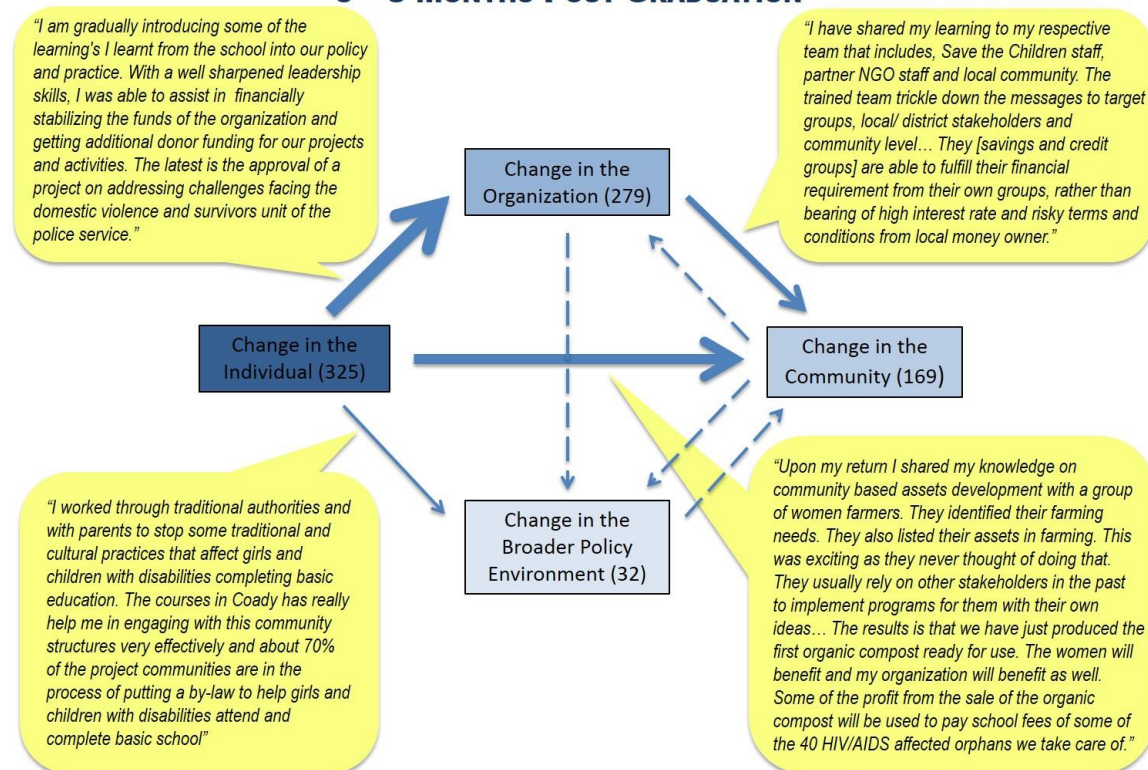 MONTHS POST GRADUATION
“I am gradually introducing some of the
learning's I learnt from the school into our policy
and practice. With a well sharpened leadership
skills, I was able to assist in financially
stabilizing the funds of the organization and
getting additional donor funding for our projects
and activities. The latest is the approval of a
project on addressing challenges facing the
domestic violence and survivors unit of the
police service.”
“I have shared my learning to my respective
team that includes, Save the Children staff,
partner NGO staff and local community. The
trained team trickle down the messages to target
groups, local/ district stakeholders and
community level… They [savings and credit
groups] are able to fulfill their financial
requirement from their own groups, rather than
bearing of high interest rate and risky terms and
conditions from local money owner.”
Change in the
Organization (279)
Change in the
Individual (325)
Change in the
Community (169)
Change in the
Broader Policy
Environment (32)
“I worked through traditional authorities and
with parents to stop some traditional and
cultural practices that affect girls and
children with disabilities completing basic
education. The courses in Coady has really
help me in engaging with this community
structures very effectively and about 70%
of the project communities are in the
process of putting a by-law to help girls and
children with disabilities attend and
complete basic school”
“Upon my return I shared my knowledge on
community based assets development with a group
of women farmers. They identified their farming
needs. They also listed their assets in farming. This
was exciting as they never thought of doing that.
They usually rely on other stakeholders in the past
to implement programs for them with their own
ideas… The results is that we have just produced the
first organic compost ready for use. The women will
benefit and my organization will benefit as well.
Some of the profit from the sale of the organic
compost will be used to pay school fees of some of
the 40 HIV/AIDS affected orphans we take care of.”